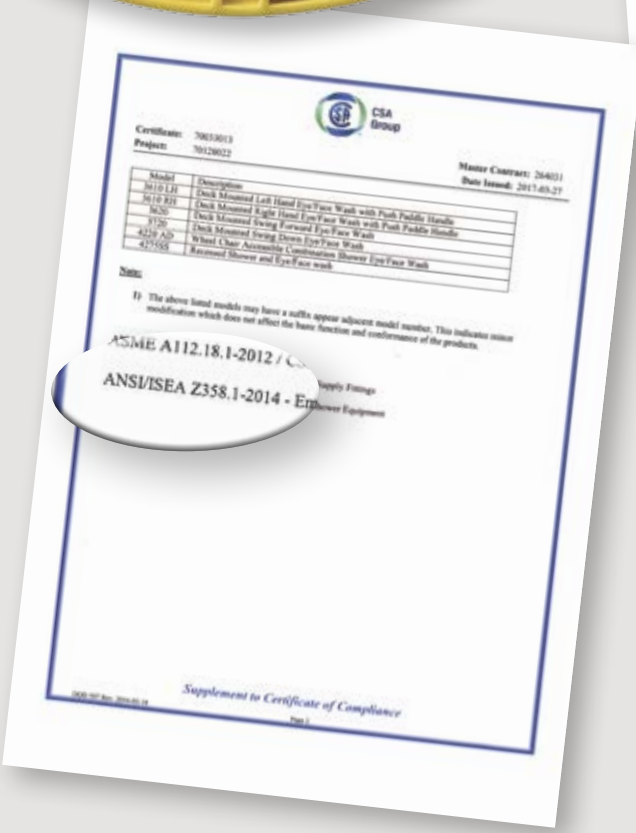 CSA
Group
Certificate: 70033013
Project: 70128022
Master Contract: 264031
Date Issued: 2017-03-27
Model Description
3610 LH Deck Mounted Left Hand Eye/Face Wash with Push Paddle Handle
3610 RH Deck Mounted Right Hand Eye/Face Wash with Push Paddle Handle
3620 Deck Mounted Swing Forward Eye/Face Wash
Deck Mounted Swing Down Eye/Face Wash
4220 AD Wheel Chair Accessible Combination Shower Eye/Face Wash
4275SS Recessed Shower and Eye/Face wash
Note:
1) The above listed models may have a suffix appear adjacent model number. This indicates minor
modification which does not affect the basic function and conformance of the products.
ASME A112.18.1-2012 / Supply Fittings
ANSI/ISEA Z358.1-2014 - Em Shower Equipment
Supplement to Certificate of Compliance